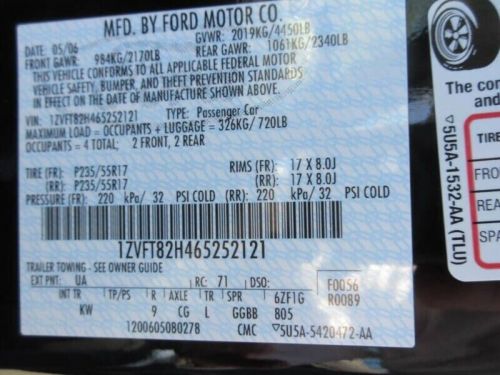 MFD. BY FORD MOTOR CO.
DATE: 05/06
GVWR: 2019KG/4450LB
FRONT GAWR: 984KG/2170LB
REAR GAWR: 1061KG/2340LB
THIS VEHICLE CONFORMS TO ALL APPLICABLE FEDERAL MOTOR
VEHICLE SAFETY, BUMPER, AND THEFT PREVENTION STANDARDS
IN EFFECT ON THE DATE OF MANUFACTURE SHOWN ABOVE.
VIN: 1ZVFT82H465252121 TYPE: Passenger Car
MAXIMUM LOAD = OCCUPANTS + LUGGAGE = 326KG/720LB
OCCUPANTS = 4 TOTAL; 2 FRONT, 2 REAR
TIRE (FR): P235/55R17 RIMS (FR): 17 X 8.0J
(RR): P235/55R17 (RR): 17 X 8.0J
PRESSURE (FR): 220 kPa/ 32 PSI COLD (RR): 220 kPa/ 32 PSI COLD
1ZVFT82H465252121
TRAILER TOWING - SEE OWNER GUIDE
EXT PNT: UA RC: 71 DSO: F0056
INT TR TP/PS R AXLE TR SPR 6ZF1G R0089
KW 9 CG L GGBB 805
1200605080278 CMC ▽5U5A-5420472-AA
The con
FRO
REA
SPA
▽5U5A-1532-AA (TLU)